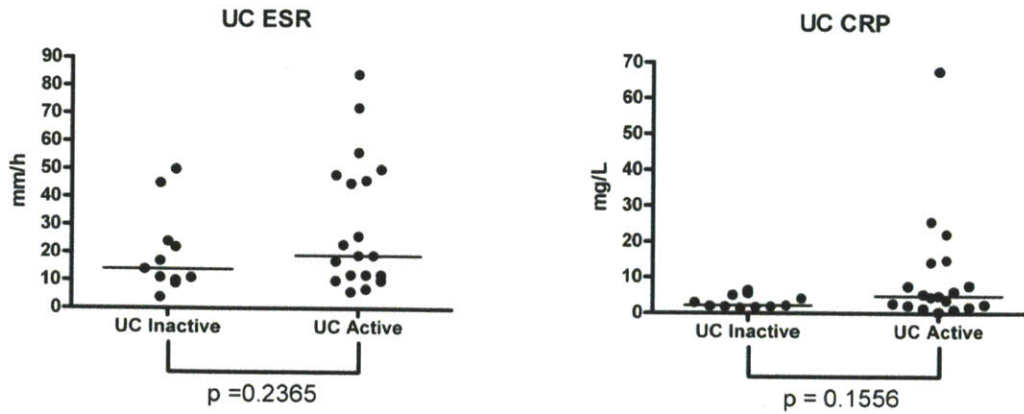 UC ESR
90
80
70
60
50
40
30
20
10
0
mm/h
UC Inactive
UC Active
p =0.2365
UC CRP
70
60
50
40
30
20
10
0
mg/L
UC Inactive
UC Active
p = 0.1556